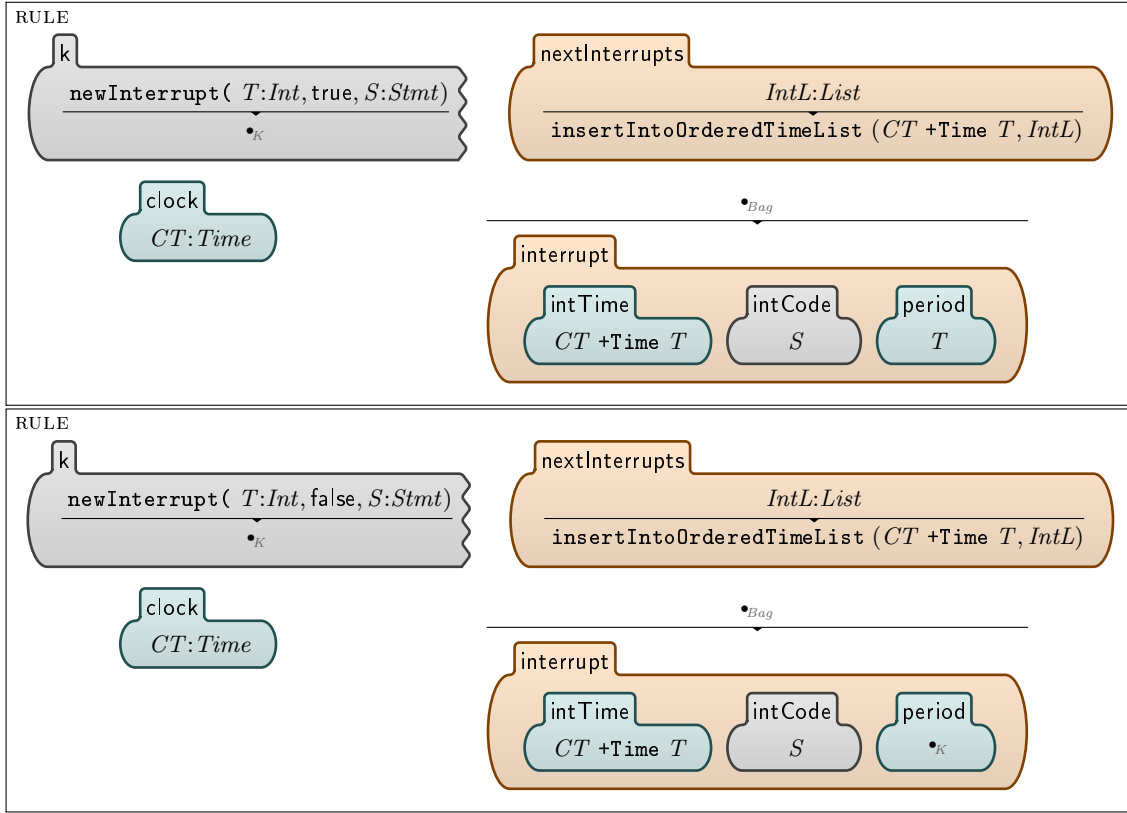 RULE
k
newInterrupt( T:Int, true, S:Stmt)
•K
nextInterrupts
IntL:List
insertIntoOrderedTimeList (CT +Time T, IntL)
clock
CT:Time
•Bag
interrupt
intTime
CT +Time T
intCode
S
period
T
RULE
k
newInterrupt( T:Int, false, S:Stmt)
•K
nextInterrupts
IntL:List
insertIntoOrderedTimeList (CT +Time T, IntL)
clock
CT:Time
•Bag
interrupt
intTime
CT +Time T
intCode
S
period
•K